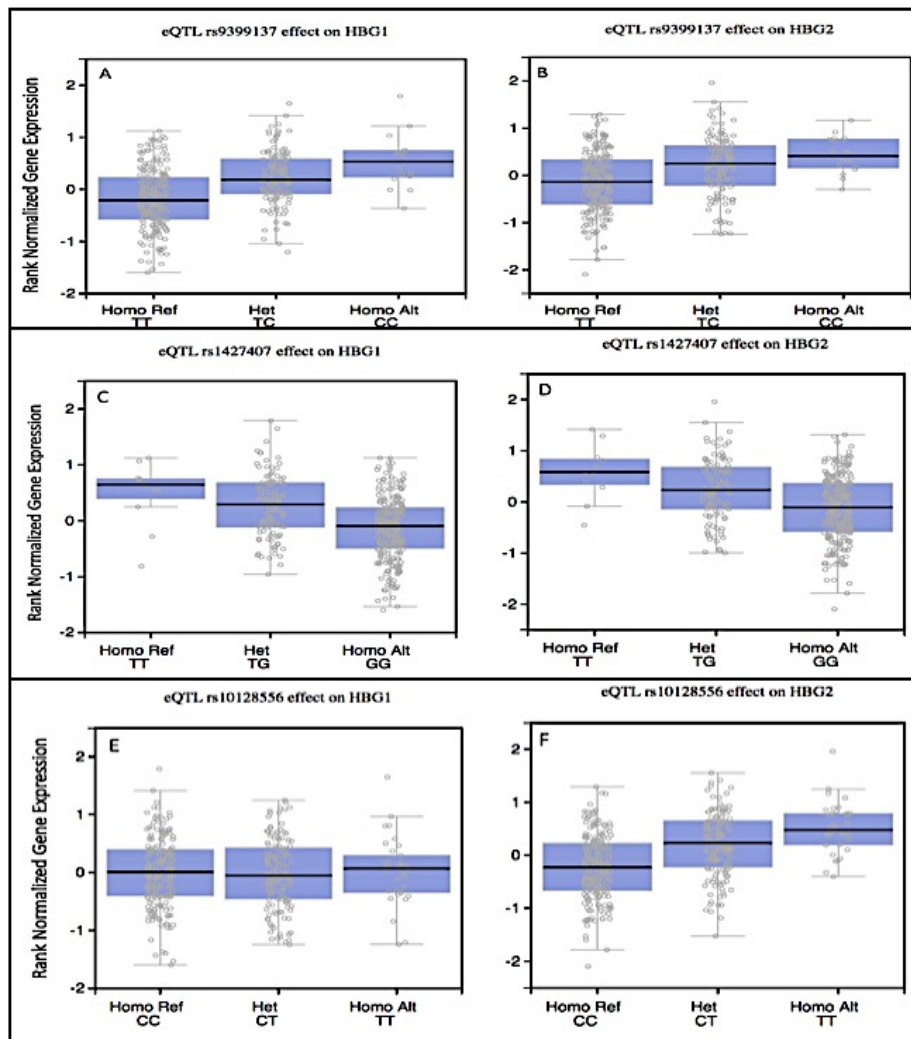 eQTL rs9399137 effect on HBG1
A
Rank Normalized Gene Expression
2
1
0
-1
-2
Homo Ref Het Homo Alt
TT TC CC
eQTL rs9399137 effect on HBG2
B
2
1
0
-1
-2
Homo Ref Het Homo Alt
TT TC CC
eQTL rs1427407 effect on HBG1
C
Rank Normalized Gene Expression
2
1
0
-1
-2
Homo Ref Het Homo Alt
TT TG GG
eQTL rs1427407 effect on HBG2
D
2
1
0
-1
-2
Homo Ref Het Homo Alt
TT TG GG
eQTL rs10128556 effect on HBG1
E
Rank Normalized Gene Expression
2
1
0
-1
-2
Homo Ref Het Homo Alt
CC CT TT
eQTL rs10128556 effect on HBG2
F
2
1
0
-1
-2
Homo Ref Het Homo Alt
CC CT TT